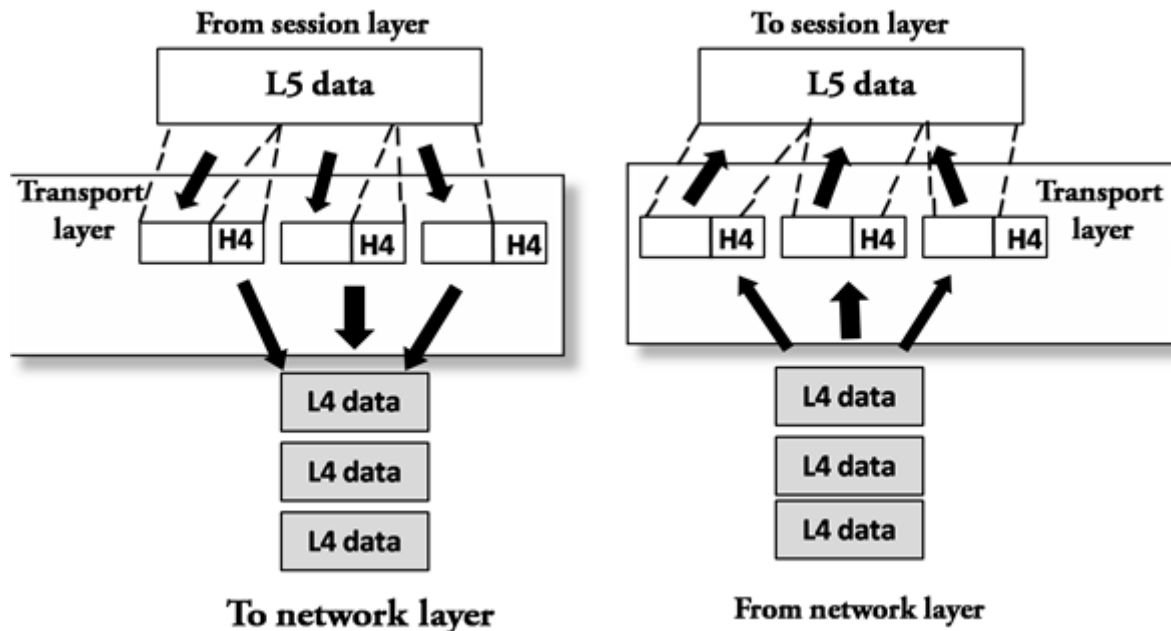 From session layer
L5 data
Transport
layer
H4
H4
H4
L4 data
L4 data
L4 data
To network layer
To session layer
L5 data
Transport
layer
H4
H4
H4
L4 data
L4 data
L4 data
From network layer